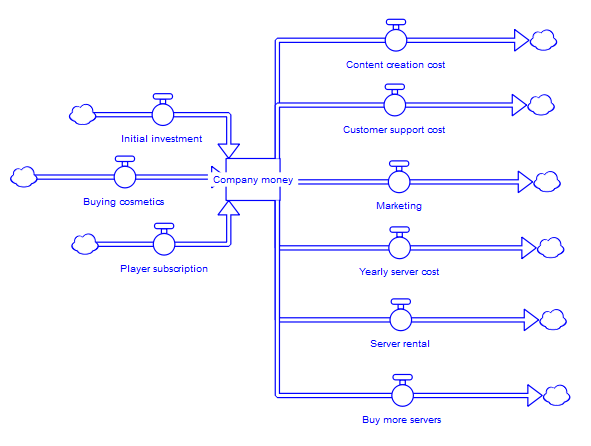 Content creation cost
Customer support cost
Initial investment
Company money
Buying cosmetics
Marketing
Player subscription
Yearly server cost
Server rental
Buy more servers